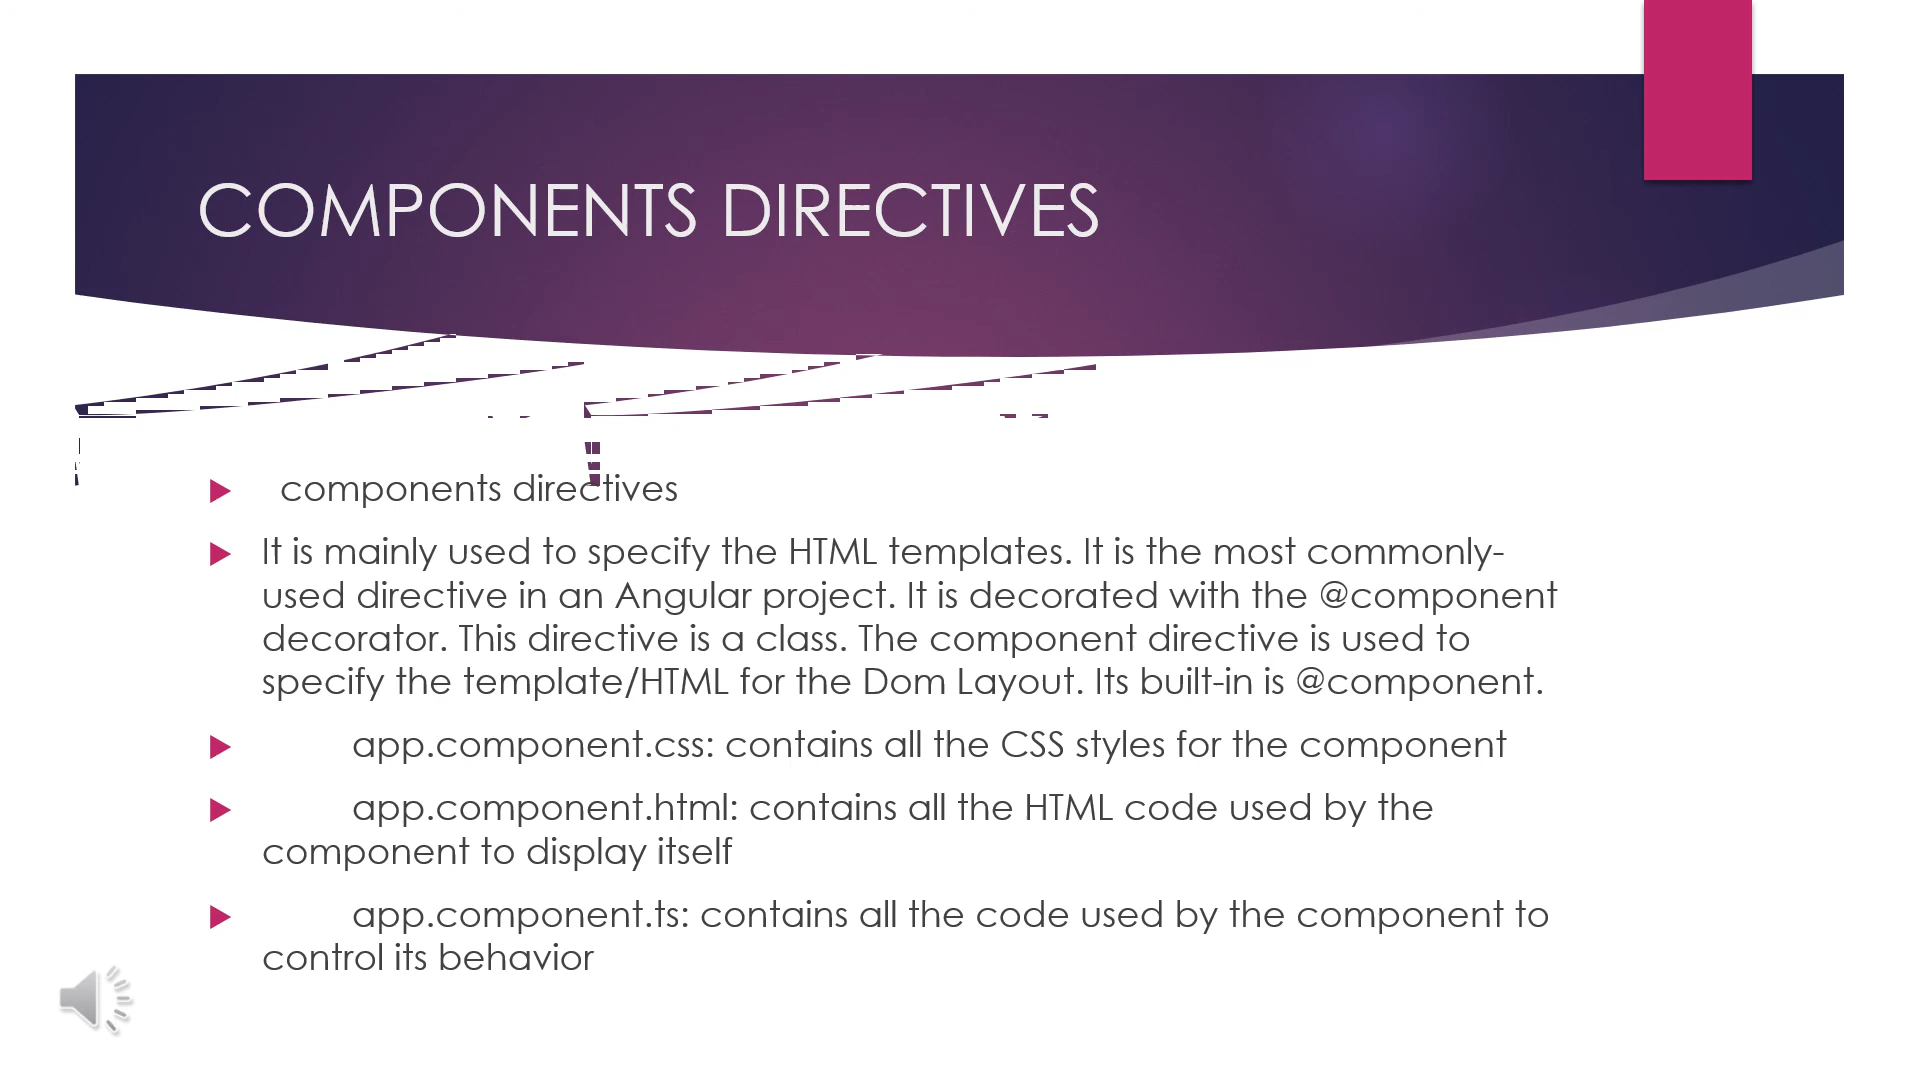 COMPONENTS DIRECTIVES
components directives
It is mainly used to specify the HTML templates. It is the most commonly-
used directive in an Angular project. It is decorated with the @component
decorator. This directive is a class. The component directive is used to
specify the template/HTML for the Dom Layout. Its built-in is @component.
app.component.css: contains all the CSS styles for the component
app.component.html: contains all the HTML code used by the
component to display itself
app.component.ts: contains all the code used by the component to
control its behavior